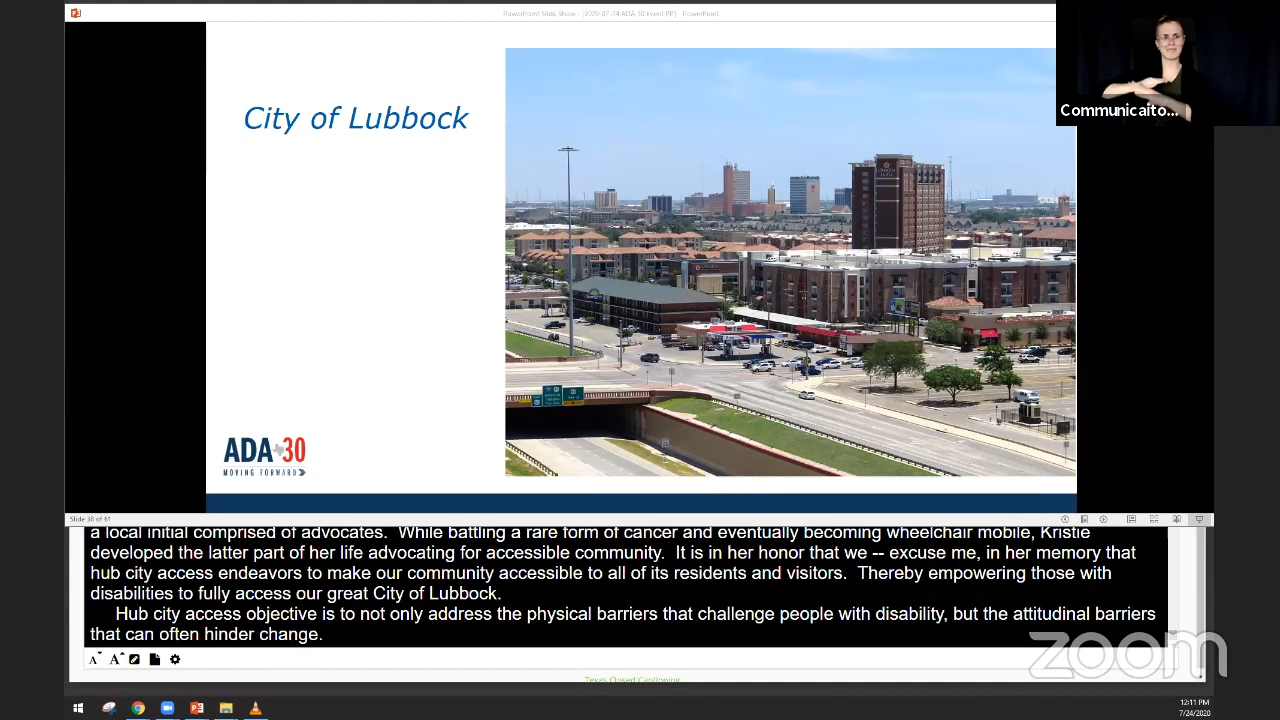 PowerPoint Slide Show - [2020-07-24 ADA 30 Event PP] - PowerPoint
Communicaito...
City of Lubbock
ADA 30
MOVING FORWARD
Slide 38 of 61
a local initial comprised of advocates. While battling a rare form of cancer and eventually becoming wheelchair mobile, Kristie
developed the latter part of her life advocating for accessible community. It is in her honor that we -- excuse me, in her memory that
hub city access endeavors to make our community accessible to all of its residents and visitors. Thereby empowering those with
disabilities to fully access our great City of Lubbock.
Hub city access objective is to not only address the physical barriers that challenge people with disability, but the attitudinal barriers
that can often hinder change.
zoom
A A
Texas Closed Captioning
12:11 PM
7/24/2020